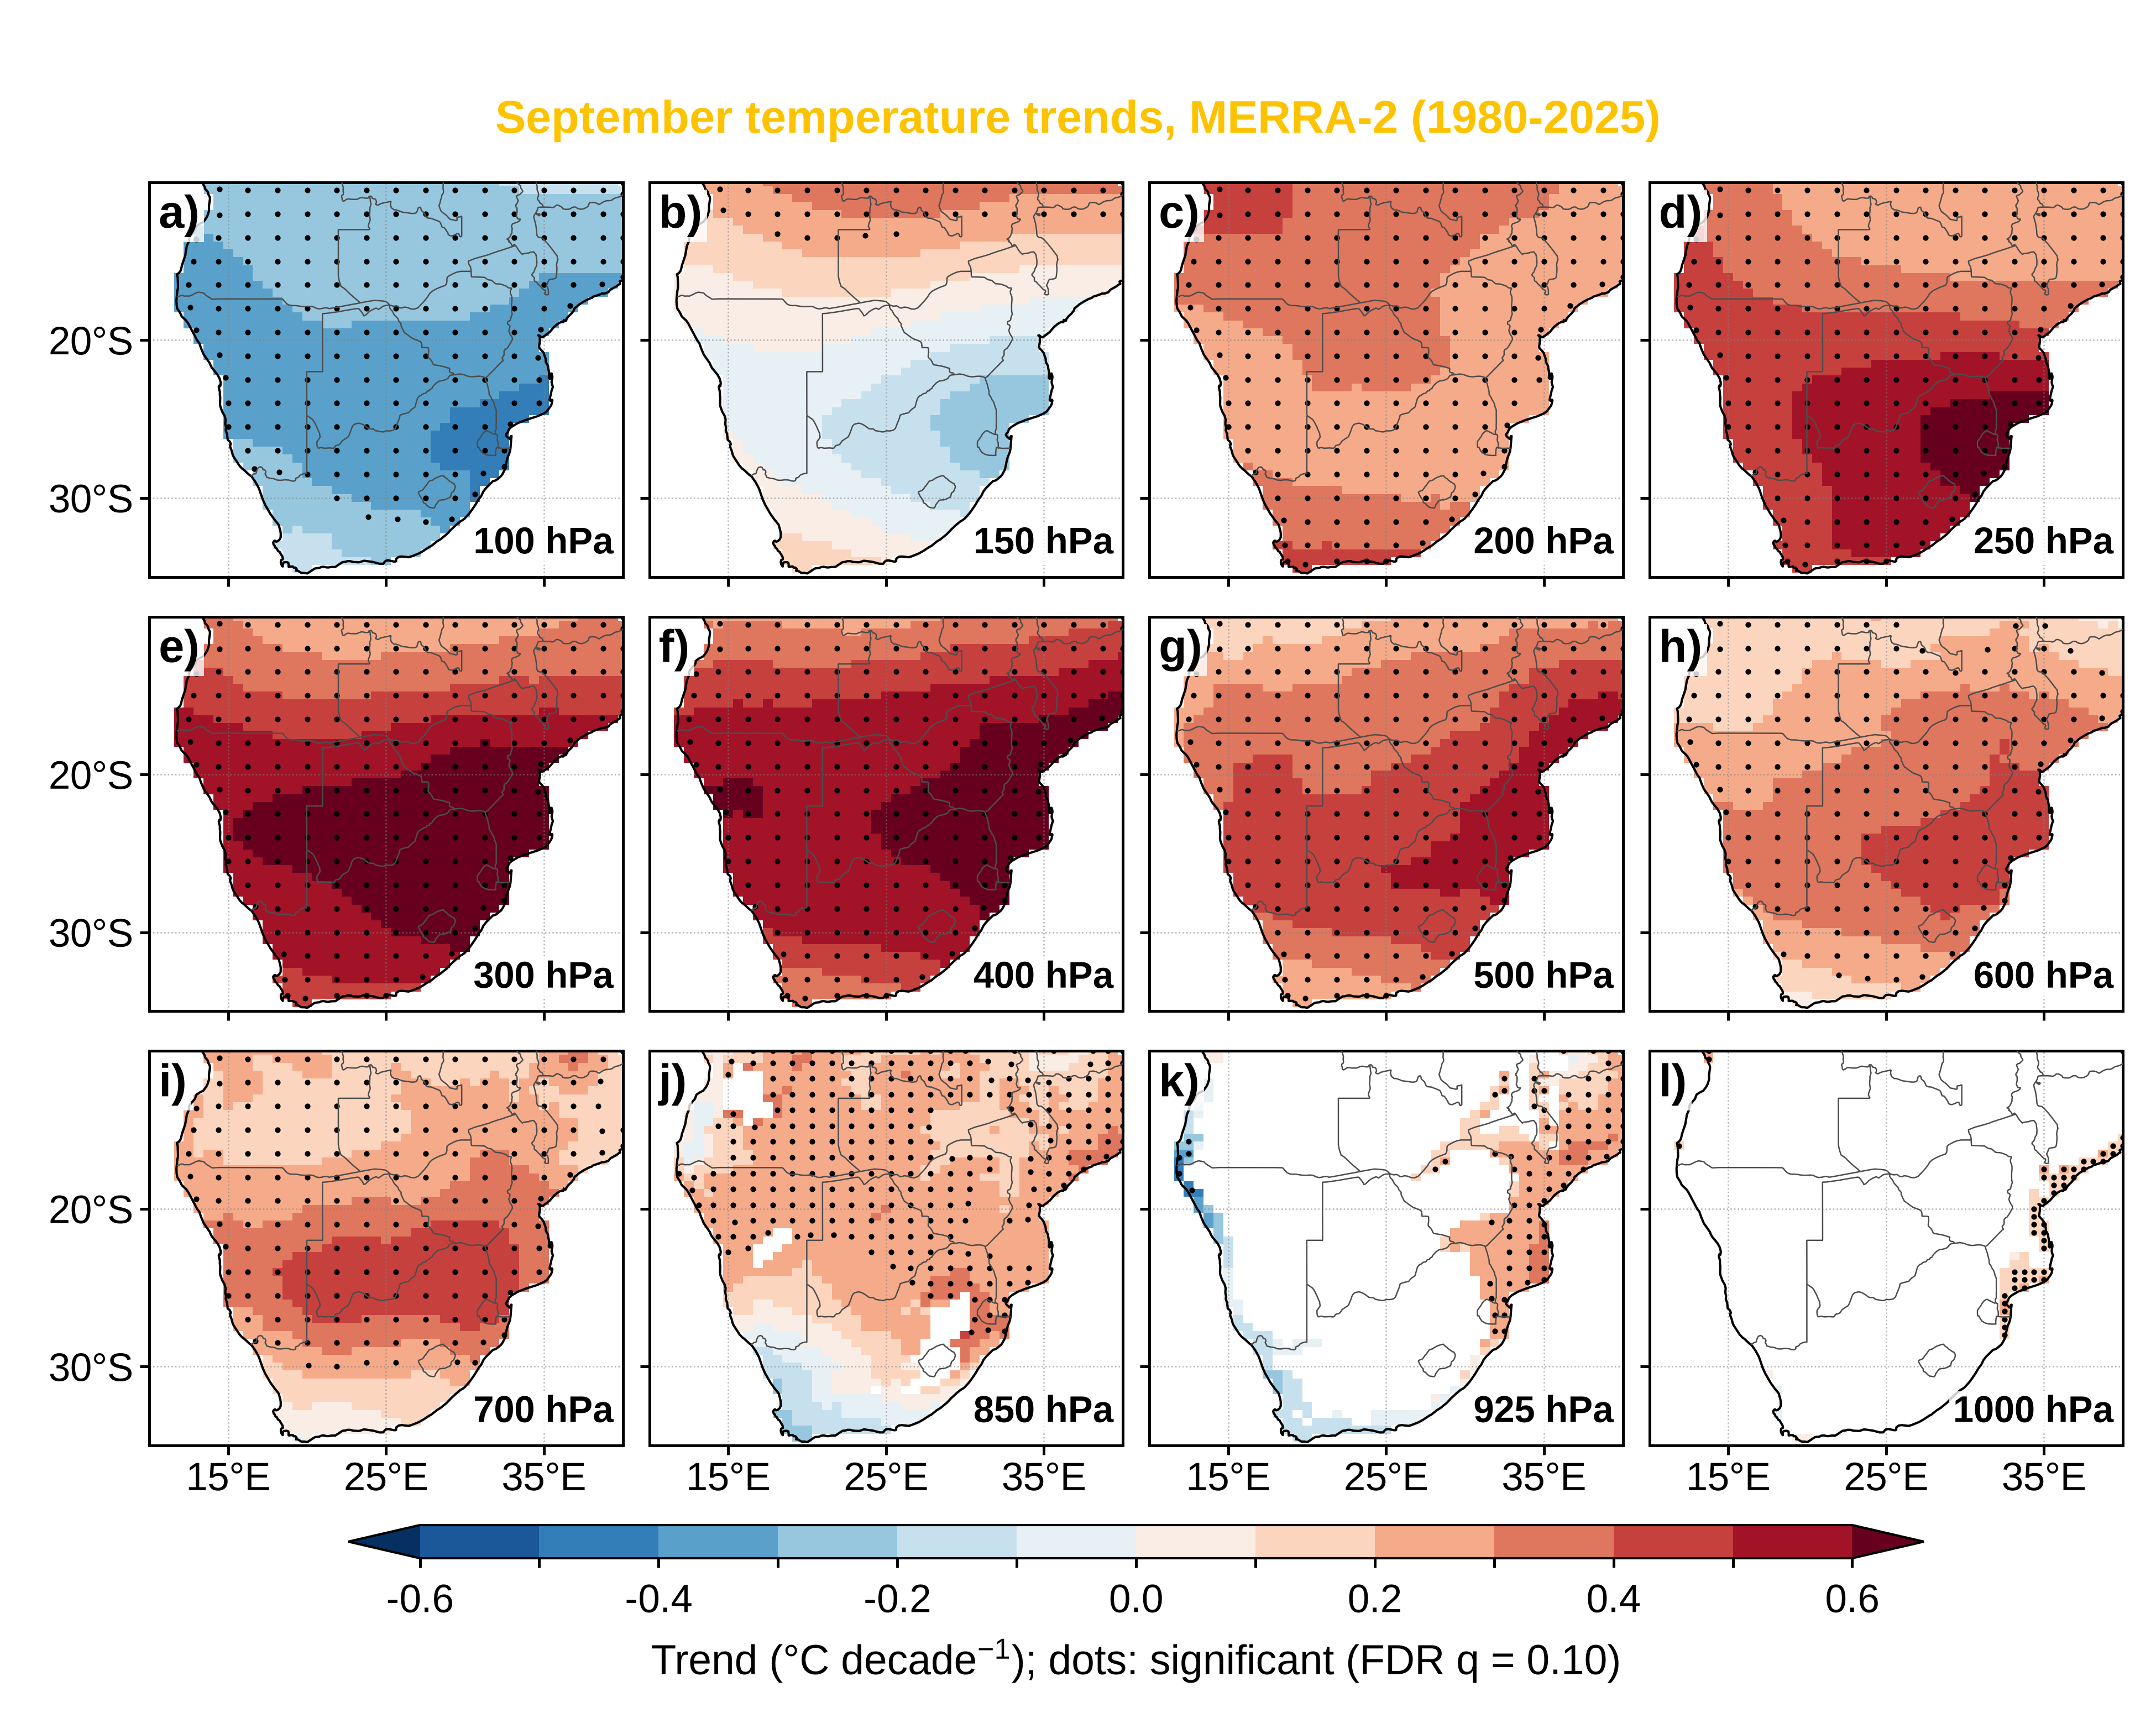 September temperature trends, MERRA-2 (1980-2025)
a) 100 hPa
b) 150 hPa
c) 200 hPa
d) 250 hPa
20°S
30°S
e) 300 hPa
f) 400 hPa
g) 500 hPa
h) 600 hPa
20°S
30°S
i) 700 hPa
j) 850 hPa
k) 925 hPa
l) 1000 hPa
20°S
30°S
15°E 25°E 35°E 15°E 25°E 35°E 15°E 25°E 35°E 15°E 25°E 35°E
-0.6 -0.4 -0.2 0.0 0.2 0.4 0.6
Trend (°C decade⁻¹); dots: significant (FDR q = 0.10)